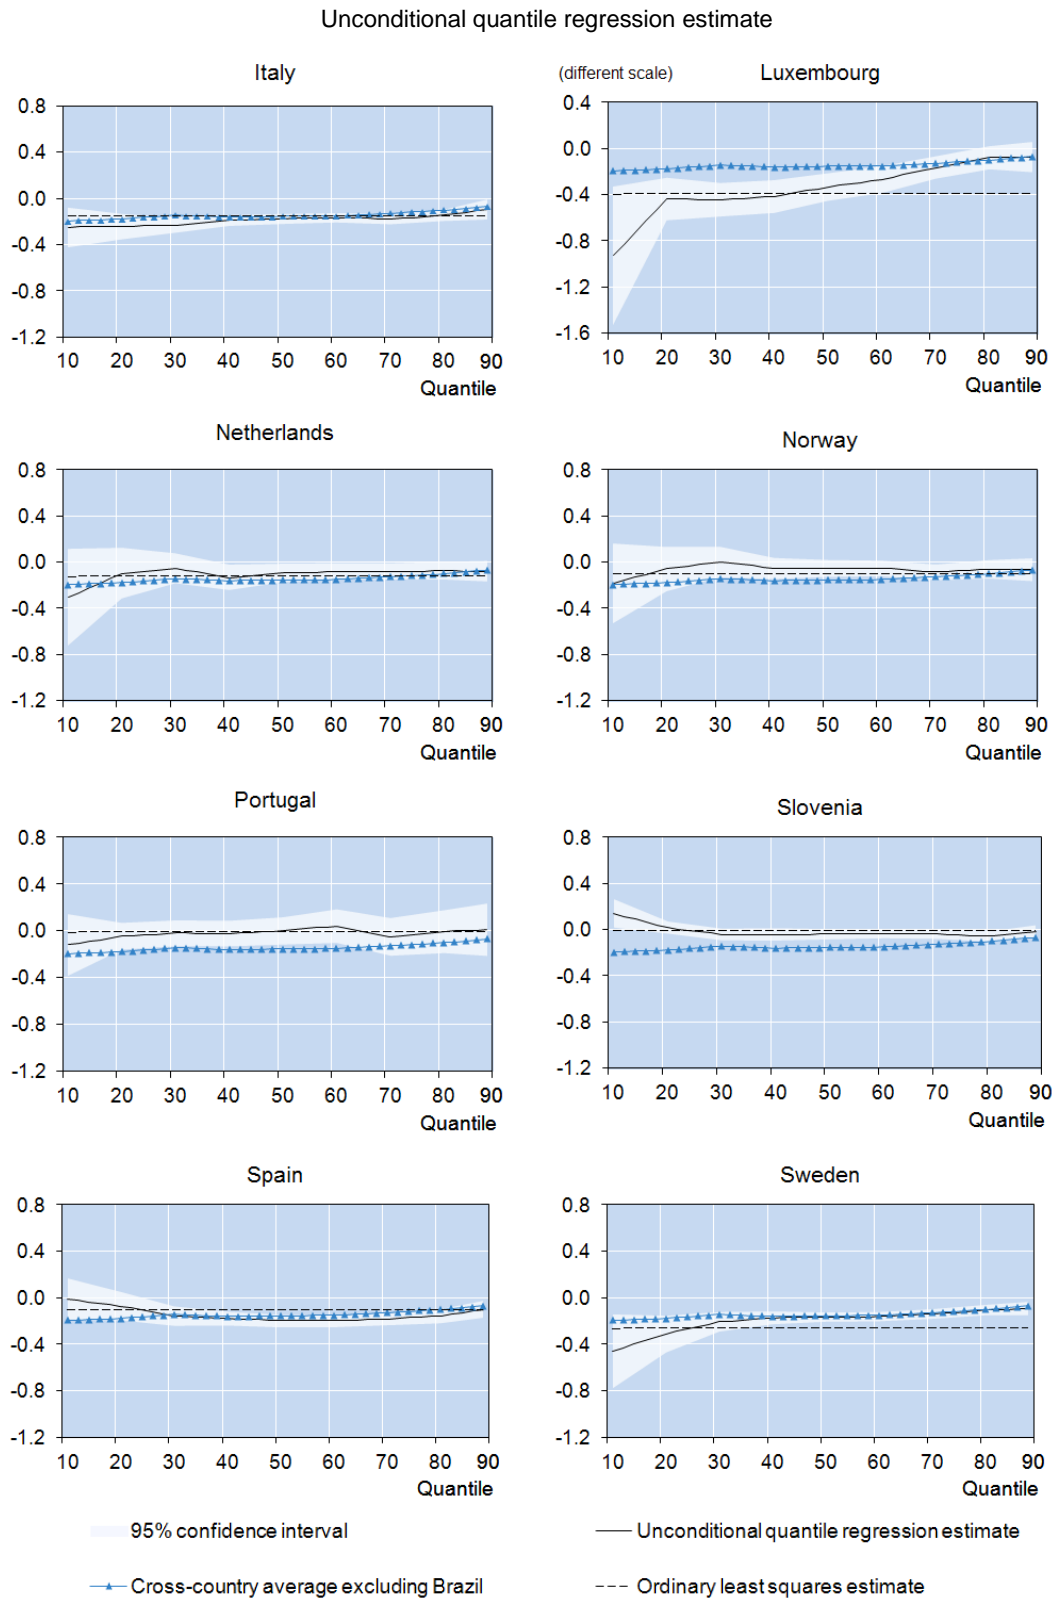 Unconditional quantile regression estimate
Italy
0.8
0.4
0.0
-0.4
-0.8
-1.2
10 20 30 40 50 60 70 80 90
Quantile
(different scale) Luxembourg
0.4
0.0
-0.4
-0.8
-1.2
-1.6
10 20 30 40 50 60 70 80 90
Quantile
Netherlands
0.8
0.4
0.0
-0.4
-0.8
-1.2
10 20 30 40 50 60 70 80 90
Quantile
Norway
0.8
0.4
0.0
-0.4
-0.8
-1.2
10 20 30 40 50 60 70 80 90
Quantile
Portugal
0.8
0.4
0.0
-0.4
-0.8
-1.2
10 20 30 40 50 60 70 80 90
Quantile
Slovenia
0.8
0.4
0.0
-0.4
-0.8
-1.2
10 20 30 40 50 60 70 80 90
Quantile
Spain
0.8
0.4
0.0
-0.4
-0.8
-1.2
10 20 30 40 50 60 70 80 90
Quantile
Sweden
0.8
0.4
0.0
-0.4
-0.8
-1.2
10 20 30 40 50 60 70 80 90
Quantile
95% confidence interval
Unconditional quantile regression estimate
Cross-country average excluding Brazil
Ordinary least squares estimate